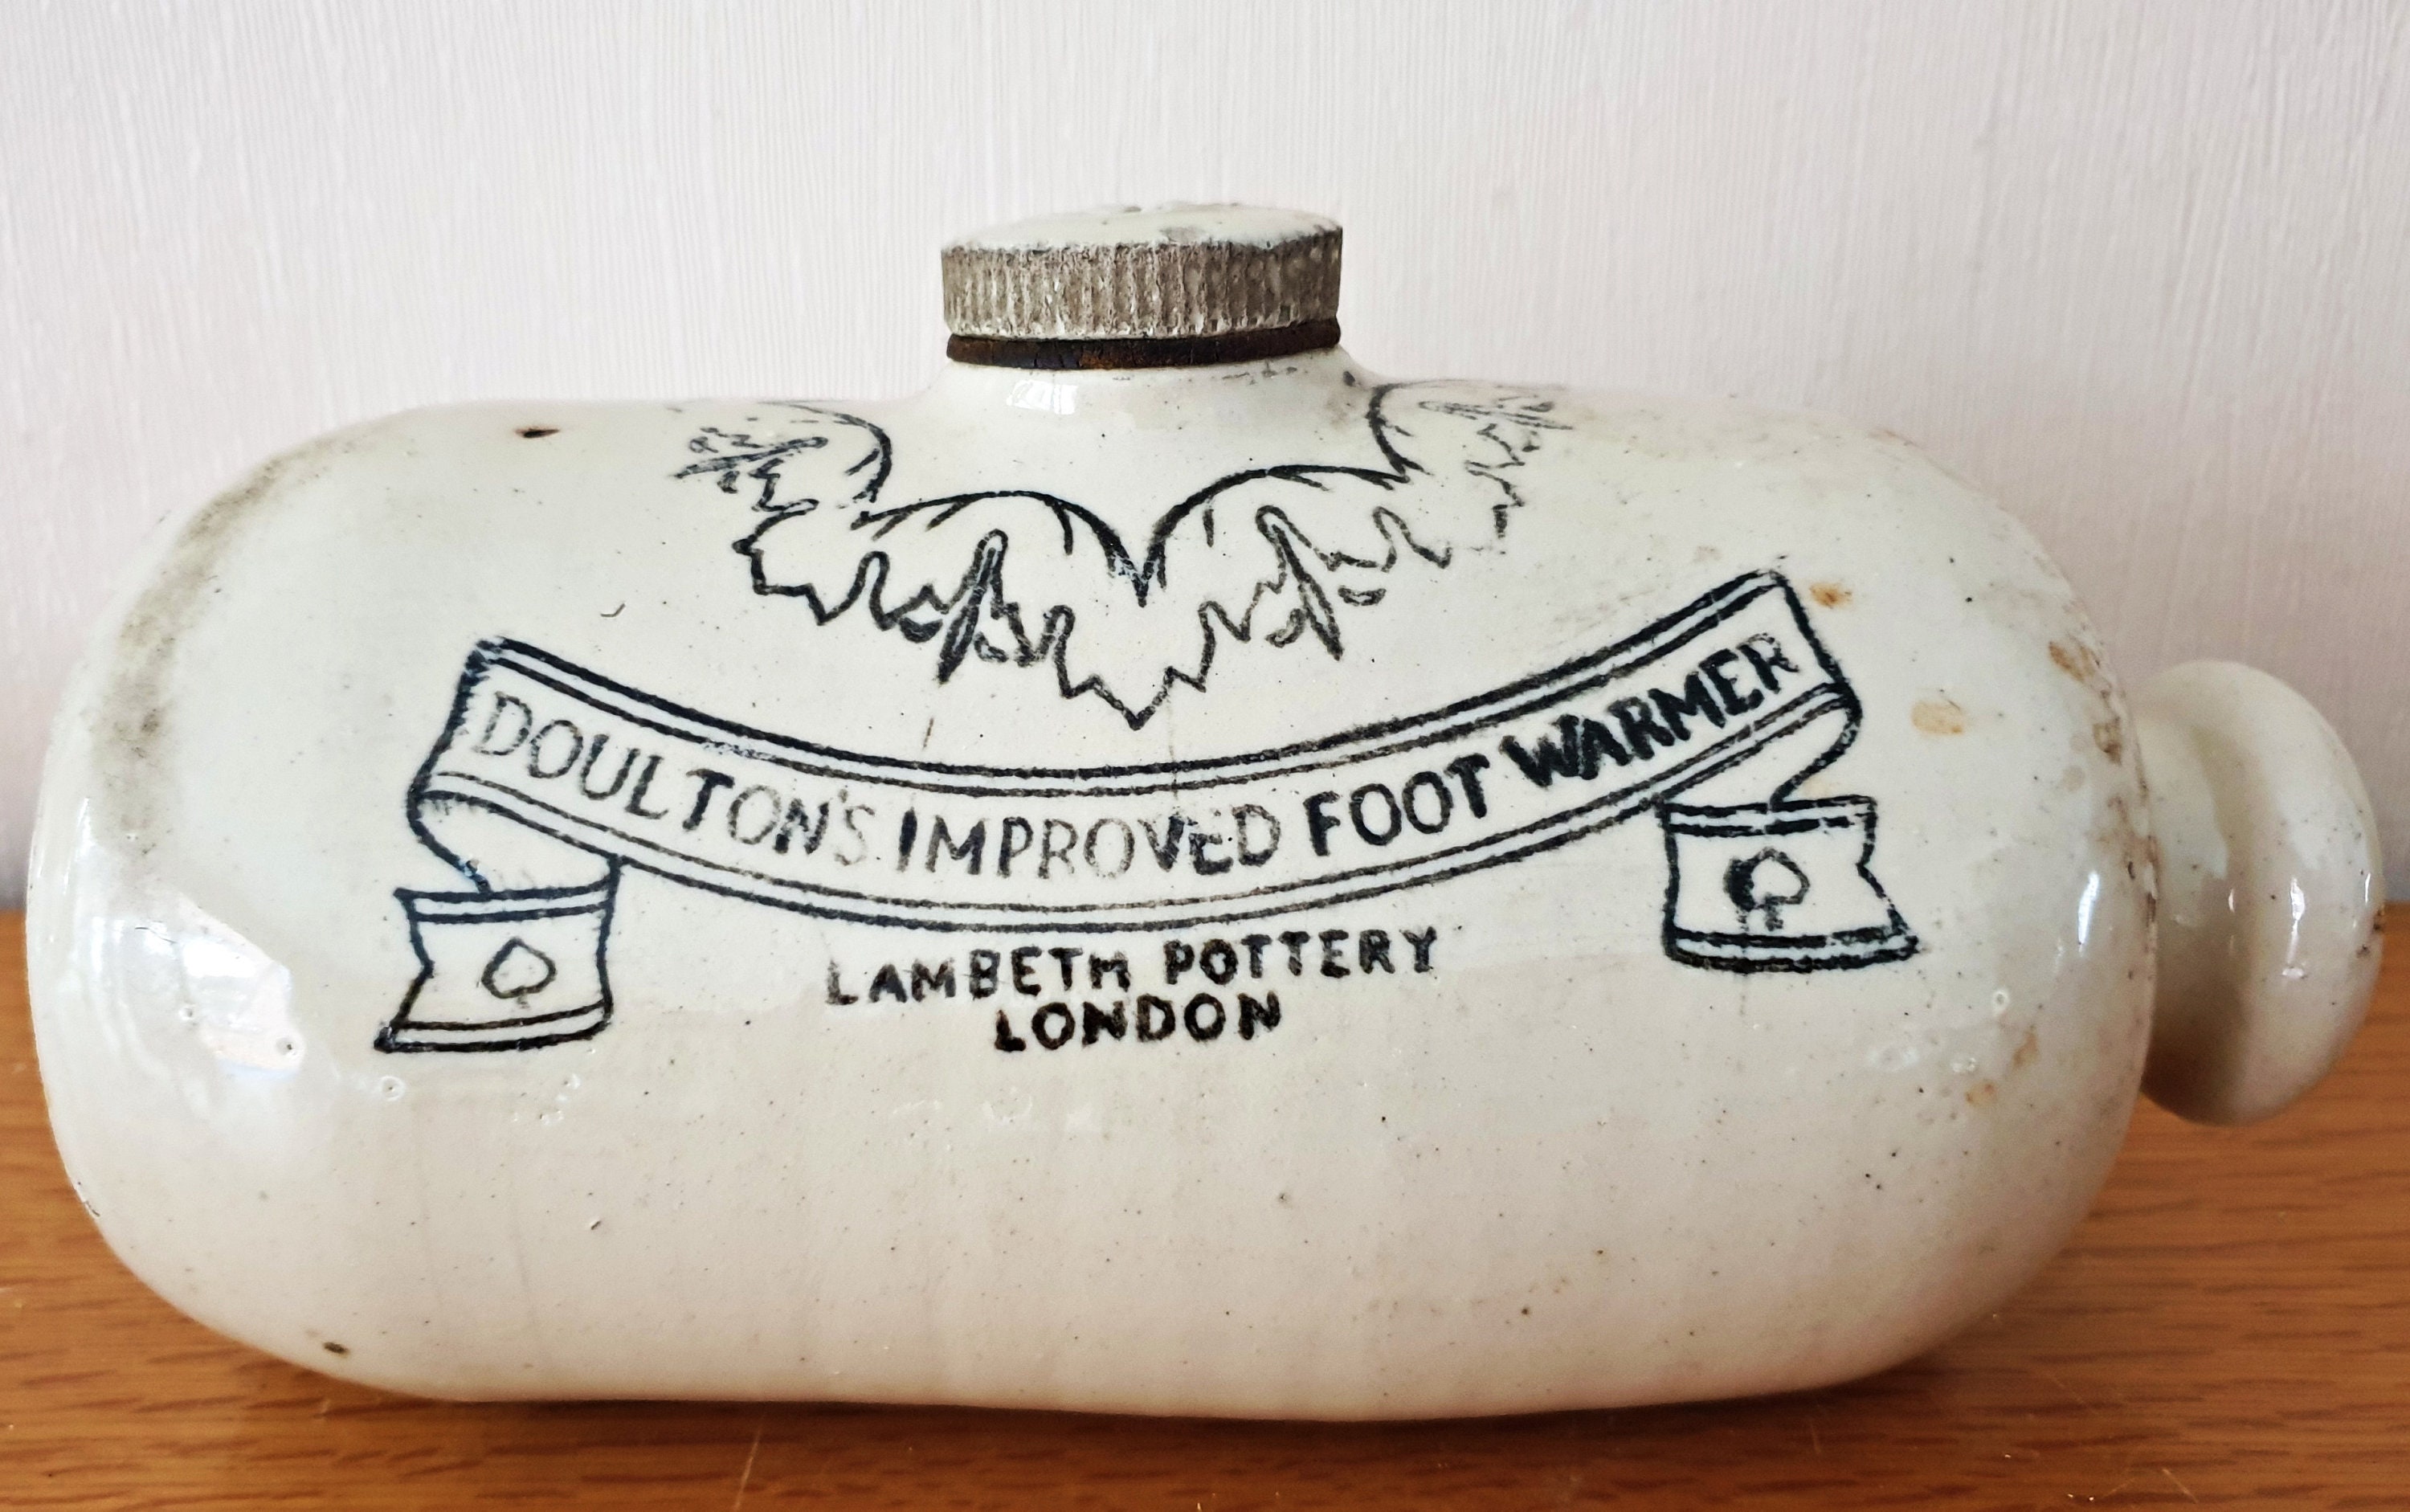 DOULTON'S IMPROVED FOOT WARMER
LAMBETH POTTERY
LONDON